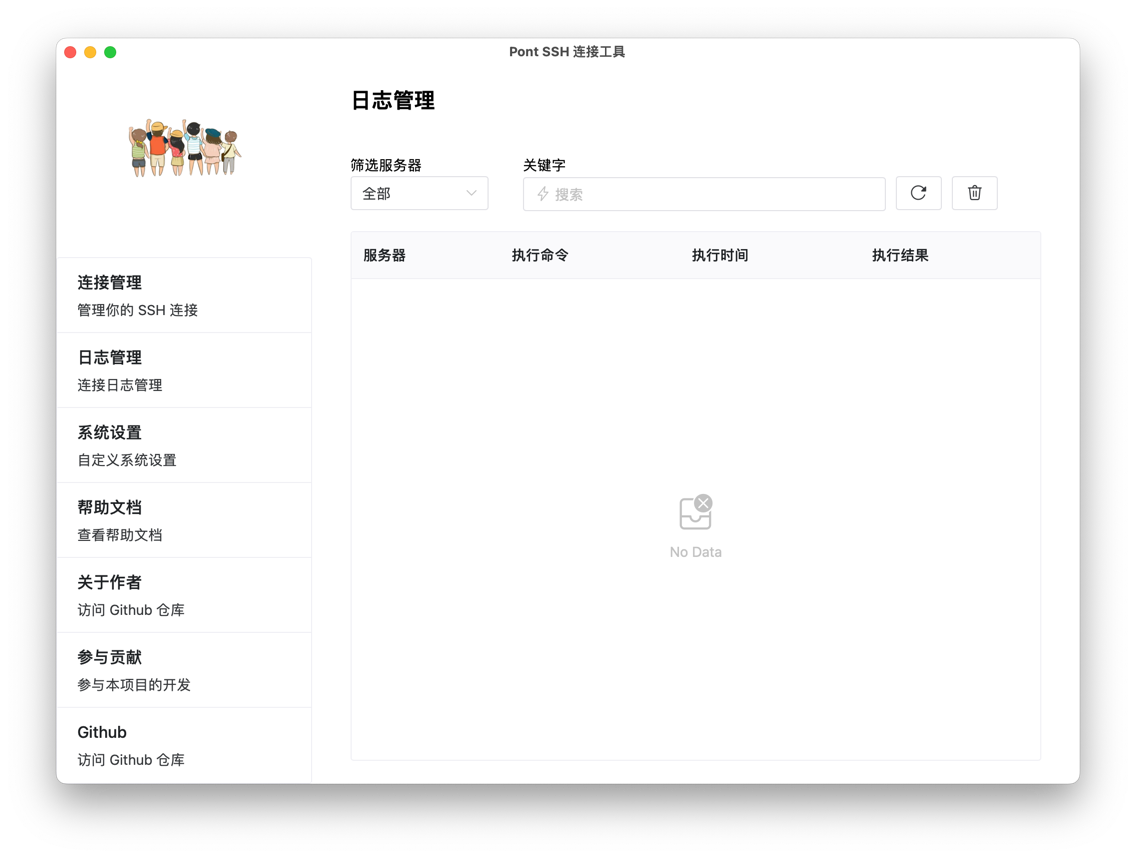 Pont SSH 连接工具
连接管理
管理你的 SSH 连接
日志管理
连接日志管理
系统设置
自定义系统设置
帮助文档
查看帮助文档
关于作者
访问 Github 仓库
参与贡献
参与本项目的开发
Github
访问 Github 仓库
日志管理
筛选服务器 关键字
全部 搜索
服务器 执行命令 执行时间 执行结果
No Data